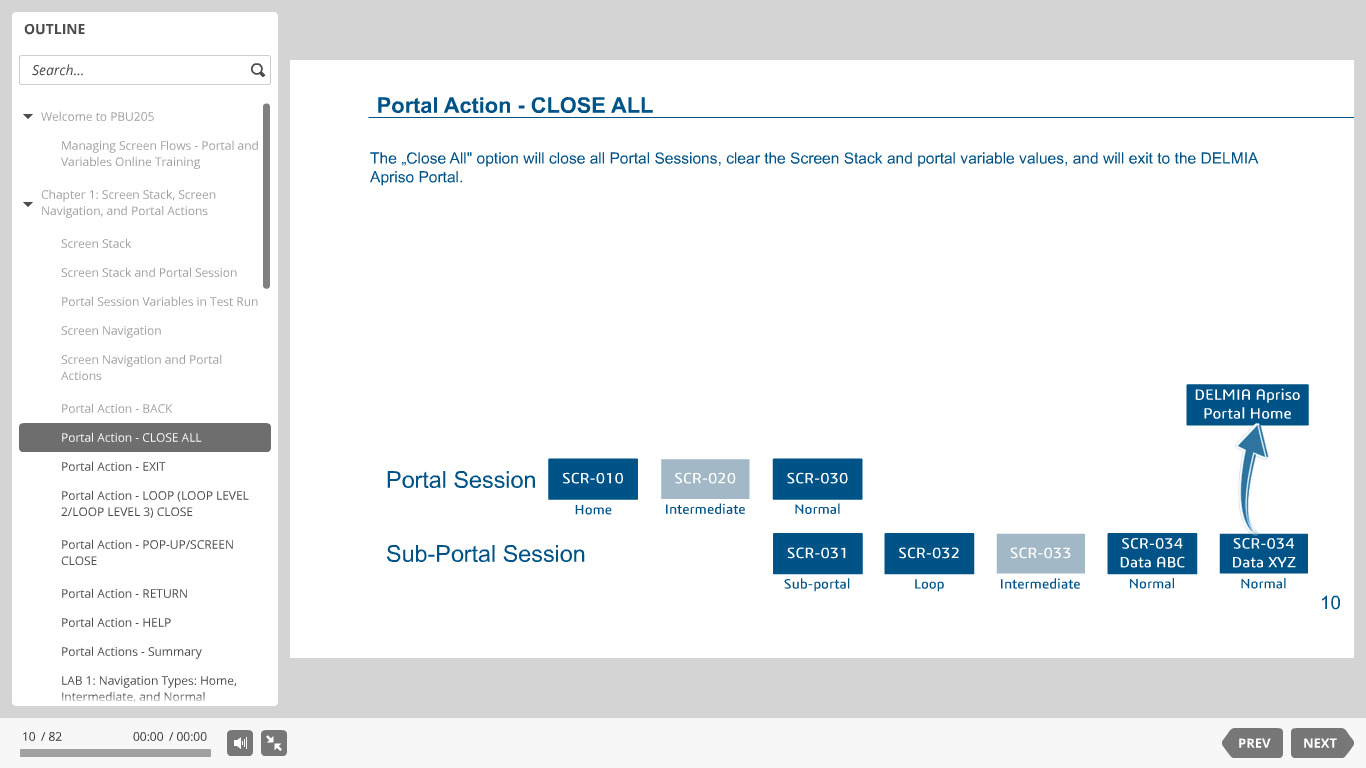 OUTLINE
Search...
Welcome to PBU205
Managing Screen Flows - Portal and
Variables Online Training
Chapter 1: Screen Stack, Screen
Navigation, and Portal Actions
Screen Stack
Screen Stack and Portal Session
Portal Session Variables in Test Run
Screen Navigation
Screen Navigation and Portal
Actions
Portal Action - BACK
Portal Action - CLOSE ALL
Portal Action - EXIT
Portal Action - LOOP (LOOP LEVEL
2/LOOP LEVEL 3) CLOSE
Portal Action - POP-UP/SCREEN
CLOSE
Portal Action - RETURN
Portal Action - HELP
Portal Actions - Summary
LAB 1: Navigation Types: Home,
Intermediate, and Normal
Portal Action - CLOSE ALL
The „Close All" option will close all Portal Sessions, clear the Screen Stack and portal variable values, and will exit to the DELMIA
Apriso Portal.
DELMIA Apriso
Portal Home
Portal Session
SCR-010
SCR-020
SCR-030
Home
Intermediate
Normal
Sub-Portal Session
SCR-031
SCR-032
SCR-033
SCR-034
Data ABC
SCR-034
Data XYZ
Sub-portal
Loop
Intermediate
Normal
Normal
10
10 / 82
00:00 / 00:00
PREV
NEXT